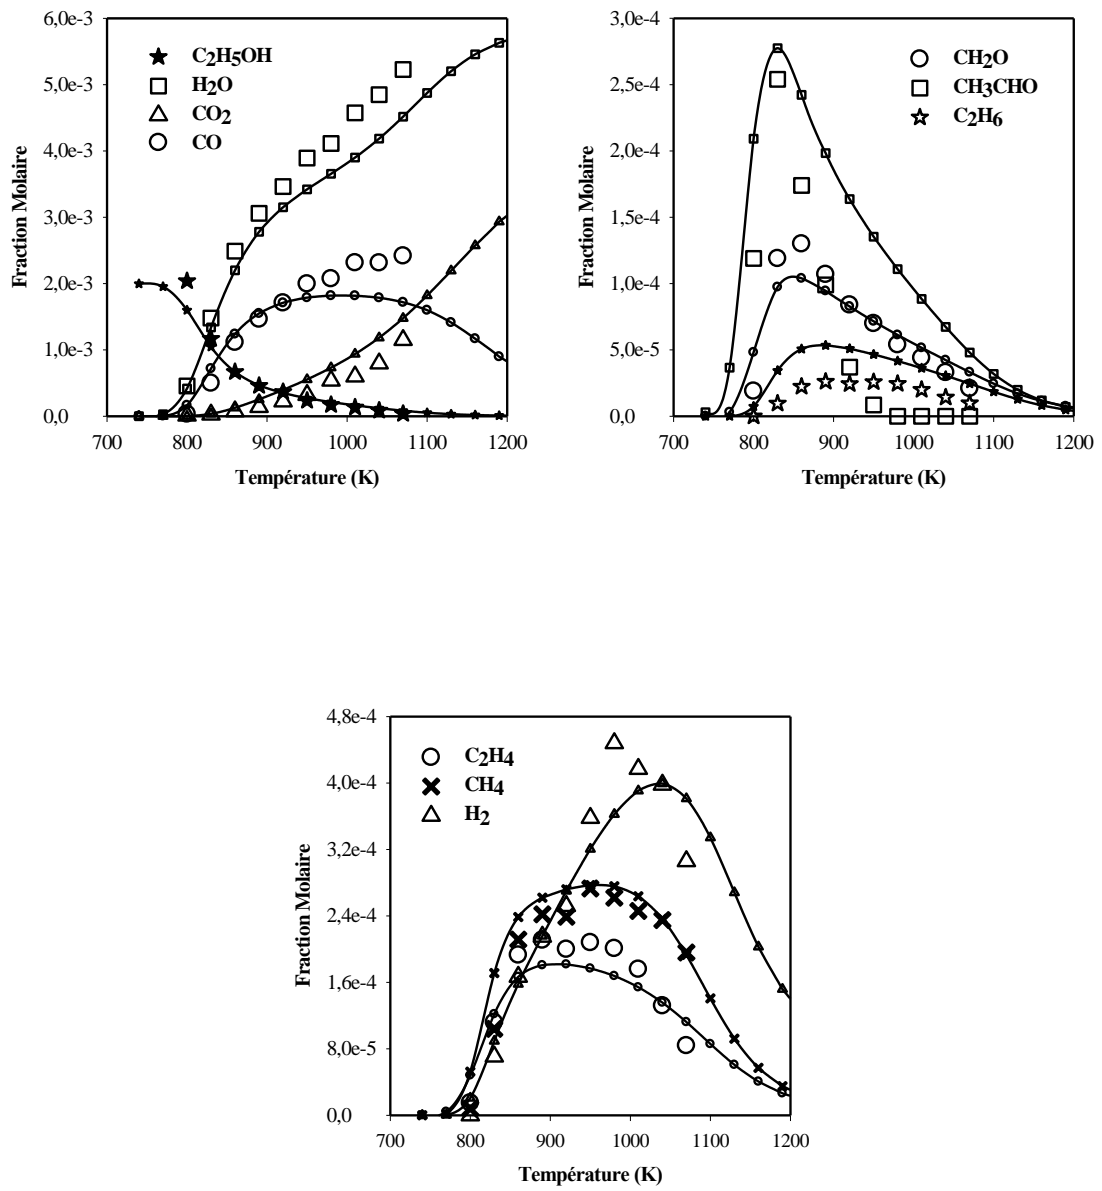 6,0e-3
5,0e-3
4,0e-3
3,0e-3
2,0e-3
1,0e-3
0,0
Fraction Molaire
C2H5OH
H2O
CO2
CO
700 800 900 1000 1100 1200
Température (K)
3,0e-4
2,5e-4
2,0e-4
1,5e-4
1,0e-4
5,0e-5
0,0
Fraction Molaire
CH2O
CH3CHO
C2H6
700 800 900 1000 1100 1200
Température (K)
4,8e-4
4,0e-4
3,2e-4
2,4e-4
1,6e-4
8,0e-5
0,0
Fraction Molaire
C2H4
CH4
H2
700 800 900 1000 1100 1200
Température (K)